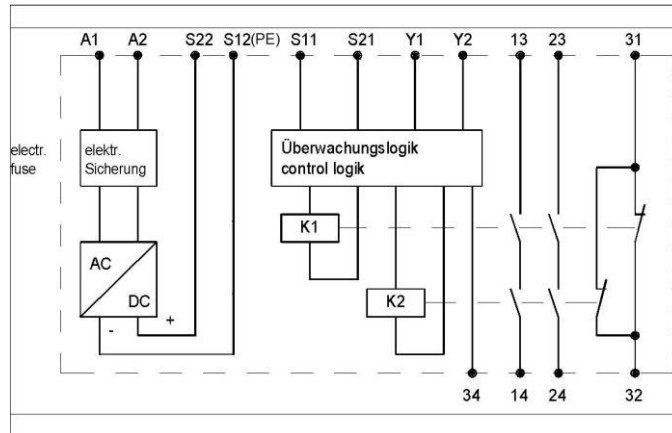 A1 A2 S22 S12(PE) S11 S21 Y1 Y2 13 23 31
electr.
fuse
elektr.
Sicherung
Überwachungslogik
control logik
K1
AC
DC
K2
- +
34 14 24 32